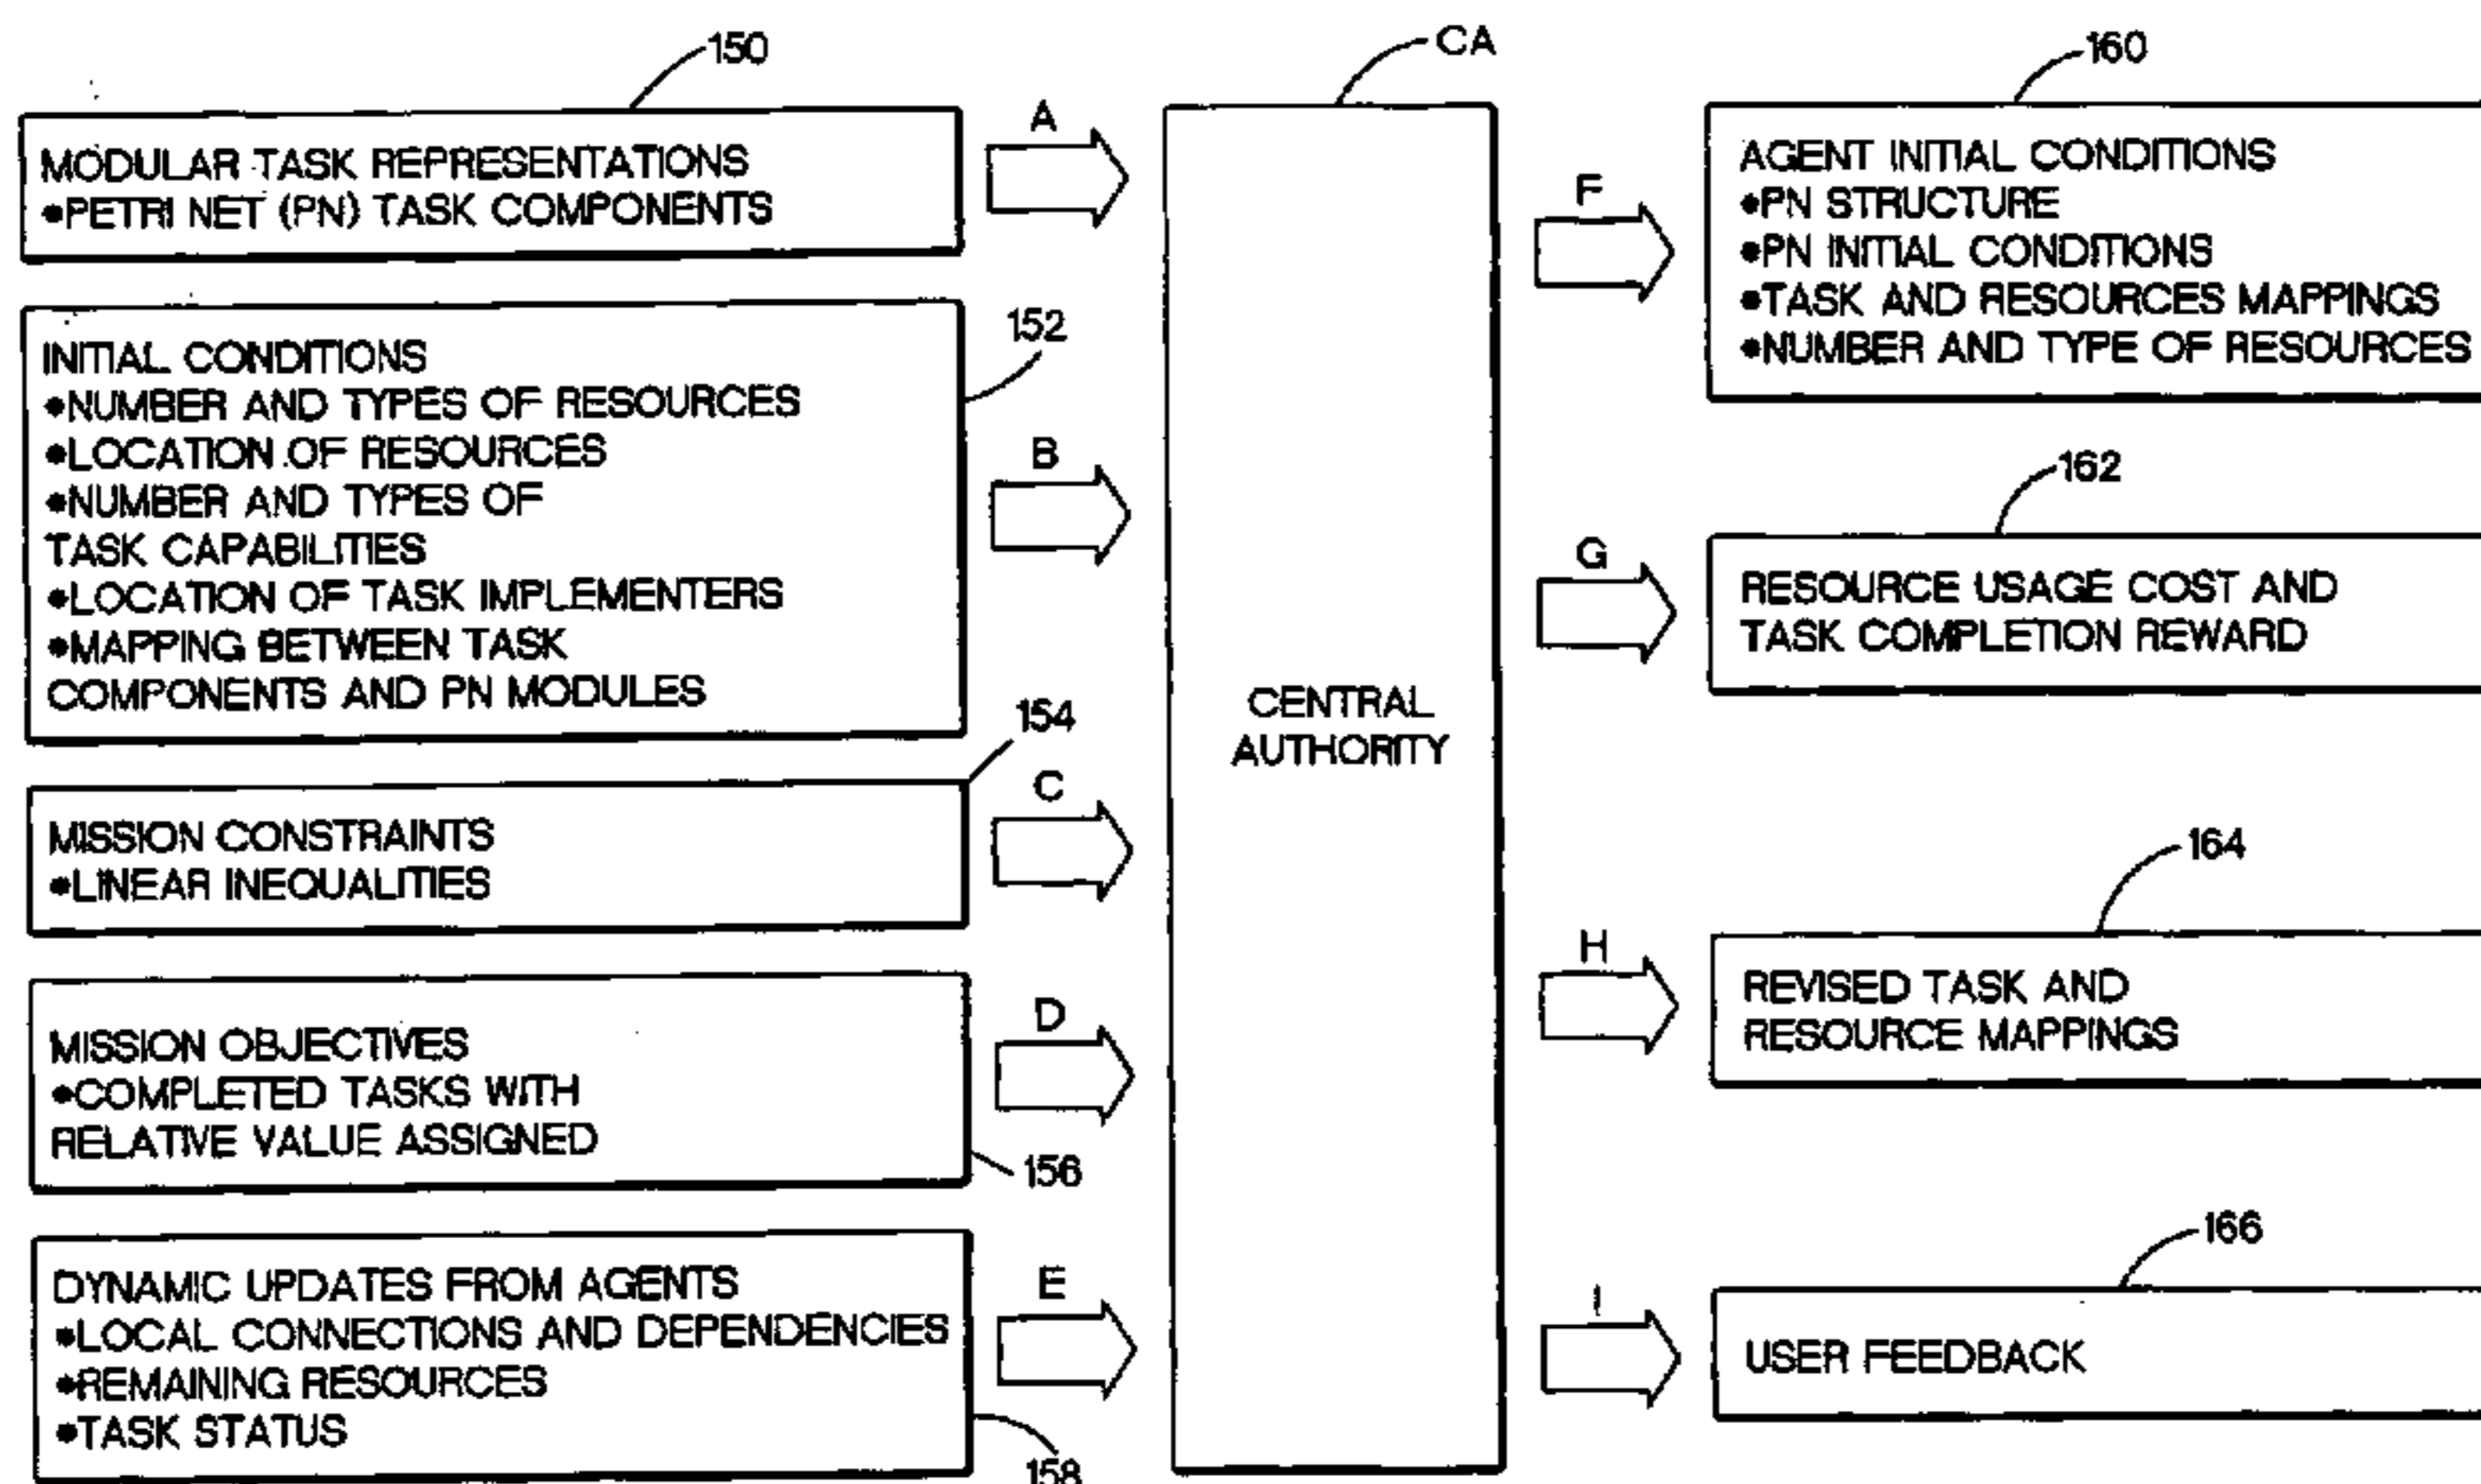 150
MODULAR TASK REPRESENTATIONS
•PETRI NET (PN) TASK COMPONENTS
A
152
INITIAL CONDITIONS
•NUMBER AND TYPES OF RESOURCES
•LOCATION OF RESOURCES
•NUMBER AND TYPES OF
TASK CAPABILITIES
•LOCATION OF TASK IMPLEMENTERS
•MAPPING BETWEEN TASK
COMPONENTS AND PN MODULES
B
154
MISSION CONSTRAINTS
•LINEAR INEQUALITIES
C
MISSION OBJECTIVES
•COMPLETED TASKS WITH
RELATIVE VALUE ASSIGNED
D
156
DYNAMIC UPDATES FROM AGENTS
•LOCAL CONNECTIONS AND DEPENDENCIES
•REMAINING RESOURCES
•TASK STATUS
E
158
CA
CENTRAL
AUTHORITY
160
F
AGENT INITIAL CONDITIONS
•PN STRUCTURE
•PN INITIAL CONDITIONS
•TASK AND RESOURCES MAPPINGS
•NUMBER AND TYPE OF RESOURCES
162
G
RESOURCE USAGE COST AND
TASK COMPLETION REWARD
164
H
REVISED TASK AND
RESOURCE MAPPINGS
166
I
USER FEEDBACK